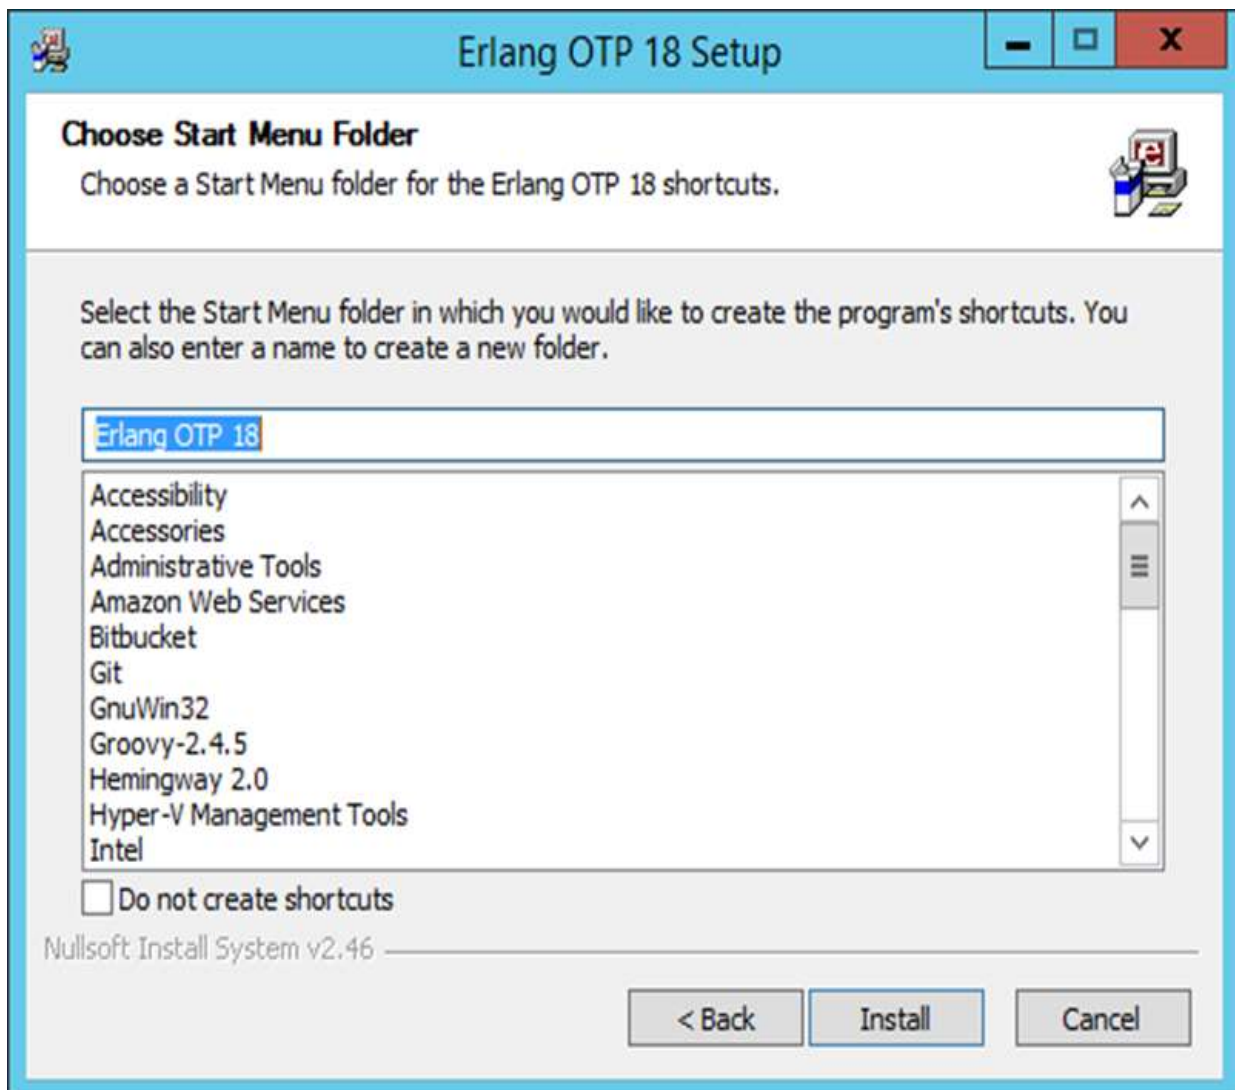 Erlang OTP 18 Setup
Choose Start Menu Folder
Choose a Start Menu folder for the Erlang OTP 18 shortcuts.
e
Select the Start Menu folder in which you would like to create the program's shortcuts. You
can also enter a name to create a new folder.
Erlang OTP 18
Accessibility
Accessories
Administrative Tools
Amazon Web Services
Bitbucket
Git
GnuWin32
Groovy-2.4.5
Hemingway 2.0
Hyper-V Management Tools
Intel
Do not create shortcuts
Nullsoft Install System v2.46
< Back Install Cancel